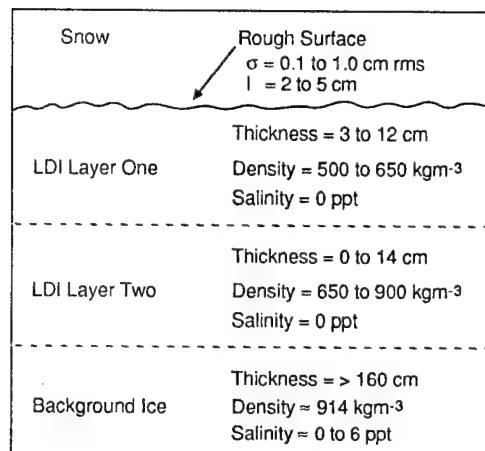 Snow
Rough Surface
σ = 0.1 to 1.0 cm rms
l = 2 to 5 cm
Thickness = 3 to 12 cm
LDI Layer One
Density = 500 to 650 kgm-3
Salinity = 0 ppt
Thickness = 0 to 14 cm
LDI Layer Two
Density = 650 to 900 kgm-3
Salinity = 0 ppt
Thickness = > 160 cm
Background Ice
Density ≈ 914 kgm-3
Salinity ≈ 0 to 6 ppt